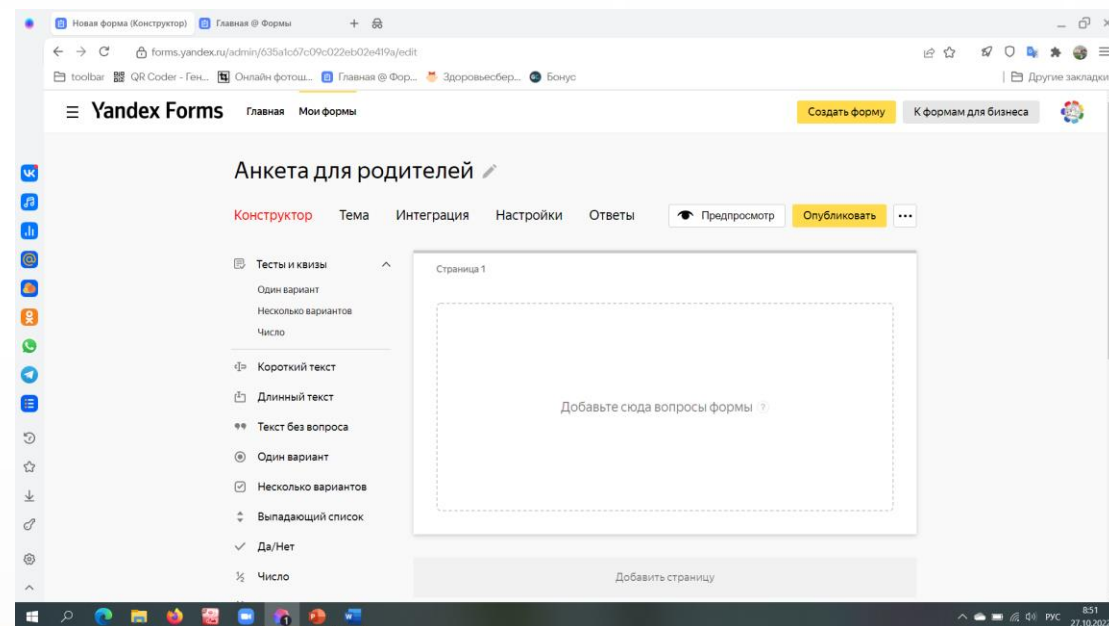 Новая форма (Конструктор) Главная @ Формы
forms.yandex.ru/admin/635a1c67c09c022eb02e419a/edit
toolbar QR Coder - Ген... Онлайн фотош... Главная @ Фор... Здоровьесбер... Бонус Другие закладки
Yandex Forms Главная Мои формы Создать форму К формам для бизнеса
Анкета для родителей
Конструктор Тема Интеграция Настройки Ответы Предпросмотр Опубликовать
Тесты и квизы
Один вариант
Несколько вариантов
Число
Короткий текст
Длинный текст
Текст без вопроса
Один вариант
Несколько вариантов
Выпадающий список
Да/Нет
Число
Страница 1
Добавьте сюда вопросы формы ?
Добавить страницу
РУС 8:51
27.10.2022